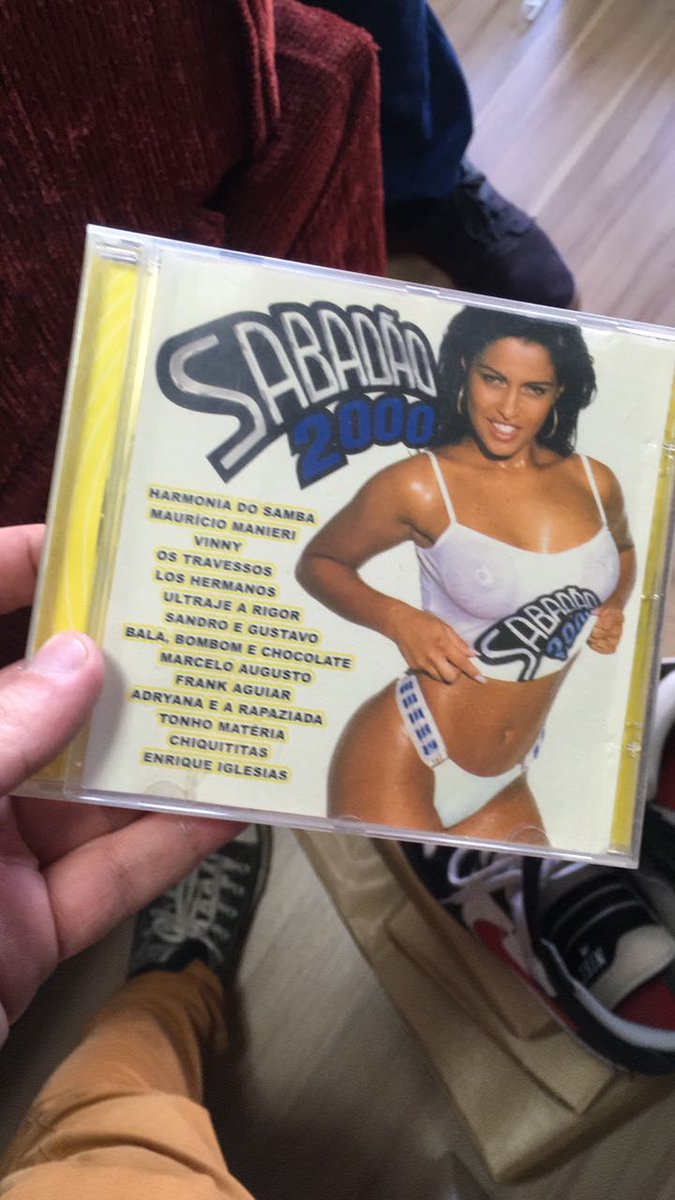 SABADÃO
2000
HARMONIA DO SAMBA
MAURÍCIO MANIERI
VINNY
OS TRAVESSOS
LOS HERMANOS
ULTRAJE A RIGOR
SANDRO E GUSTAVO
BALA, BOMBOM E CHOCOLATE
MARCELO AUGUSTO
FRANK AGUIAR
ADRYANA E A RAPAZIADA
TONHO MATÉRIA
CHIQUITITAS
ENRIQUE IGLESIAS
SABADÃO
2000